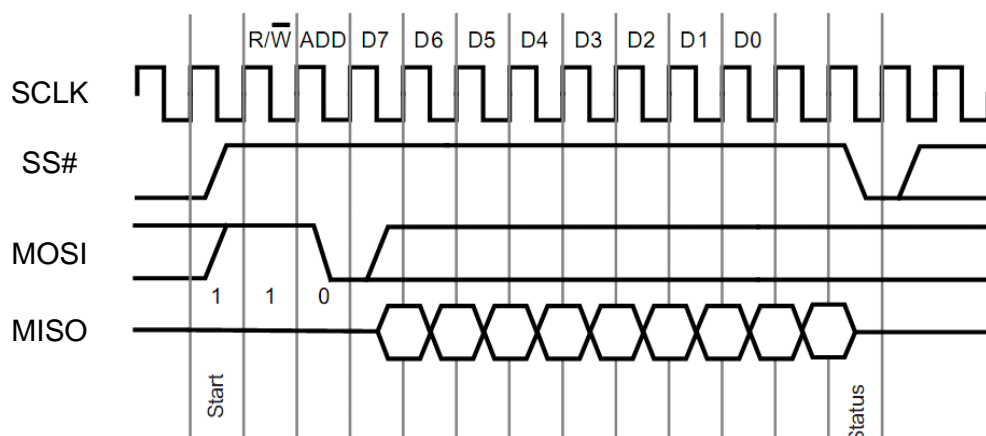 R/W̅ ADD D7 D6 D5 D4 D3 D2 D1 D0
SCLK
SS#
MOSI
1 1 0
MISO
Start
Status